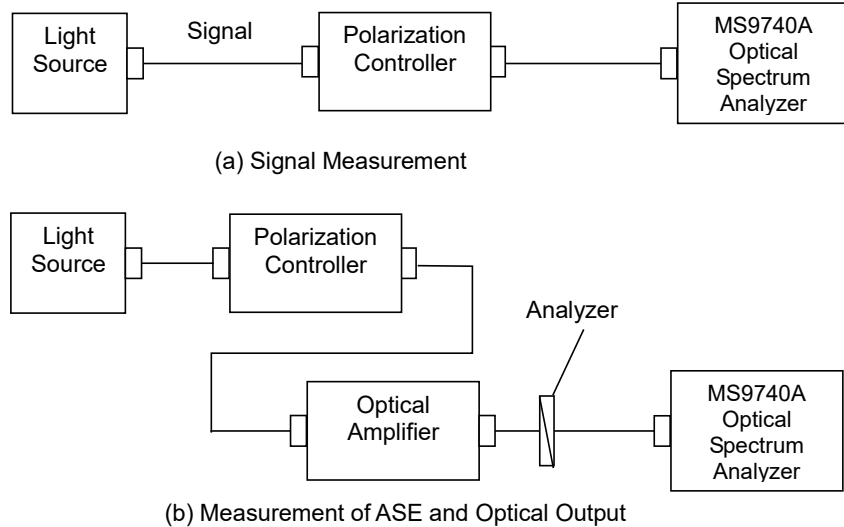 Light
Source
Signal
Polarization
Controller
MS9740A
Optical
Spectrum
Analyzer
(a) Signal Measurement
Light
Source
Polarization
Controller
Analyzer
Optical
Amplifier
MS9740A
Optical
Spectrum
Analyzer
(b) Measurement of ASE and Optical Output